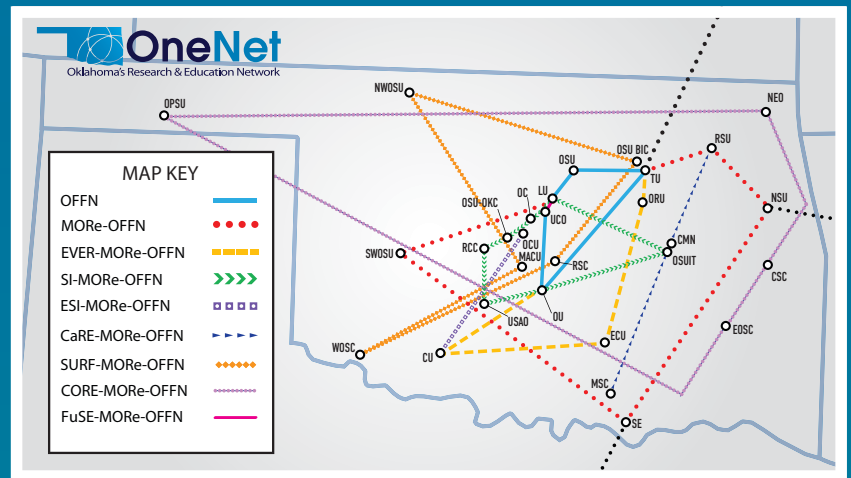 OneNet
Oklahoma's Research & Education Network
MAP KEY
OFFN
MORe-OFFN
EVER-MORe-OFFN
SI-MORe-OFFN
ESI-MORe-OFFN
CaRE-MORe-OFFN
SURF-MORe-OFFN
CORE-MORe-OFFN
FuSE-MORe-OFFN
OPSU
NWOSU
NEO
OSU BIC
RSU
OSU
TU
LU
ORU
OC
UCO
NSU
OSU-OKC
OCU
RCC
MACU
CMN
SWOSU
OSUIT
RSC
CSC
USAO
OU
EOSC
WOSC
CU
ECU
MSC
SE